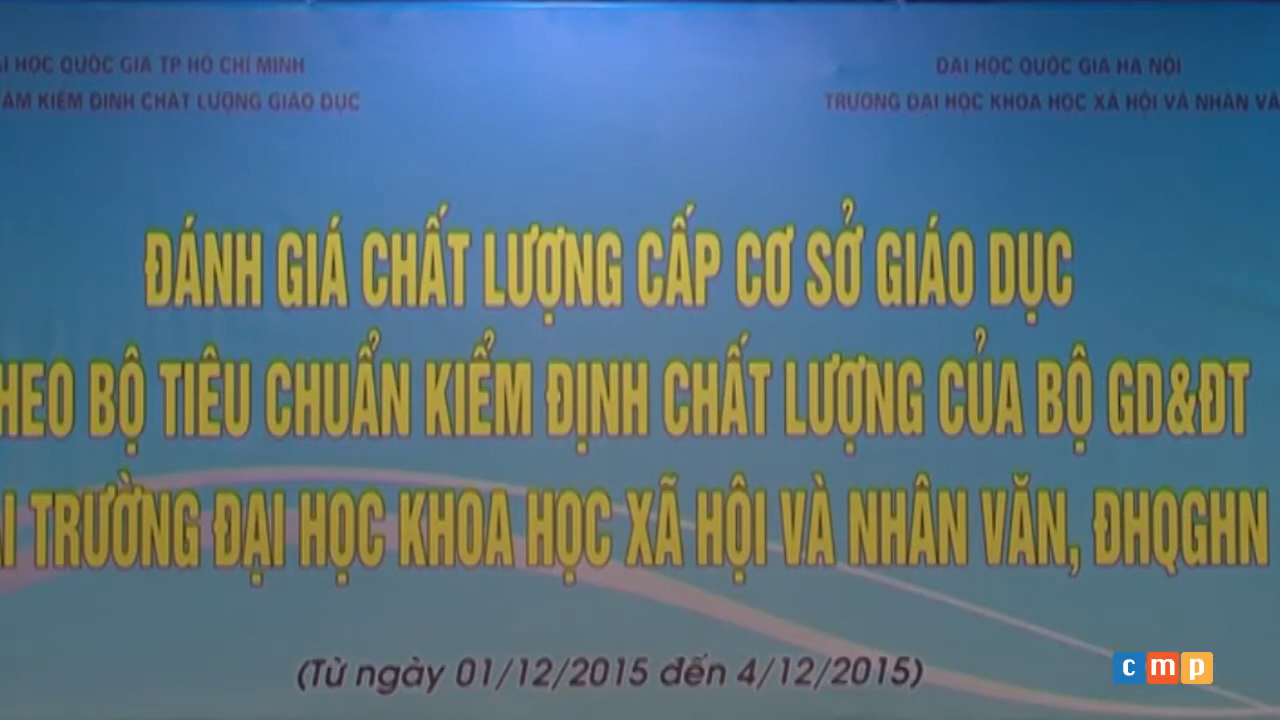 ẠI HỌC QUỐC GIA TP HỒ CHÍ MINH
ÂM KIỂM ĐỊNH CHẤT LƯỢNG GIÁO DỤC
ĐẠI HỌC QUỐC GIA HÀ NỘI
TRƯỜNG ĐẠI HỌC KHOA HỌC XÃ HỘI VÀ NHÂN VĂ
ĐÁNH GIÁ CHẤT LƯỢNG CẤP CƠ SỞ GIÁO DỤC
HEO BỘ TIÊU CHUẨN KIỂM ĐỊNH CHẤT LƯỢNG CỦA BỘ GD&ĐT
ẠI TRƯỜNG ĐẠI HỌC KHOA HỌC XÃ HỘI VÀ NHÂN VĂN, ĐHQGHN
(Từ ngày 01/12/2015 đến 4/12/2015)
cmp